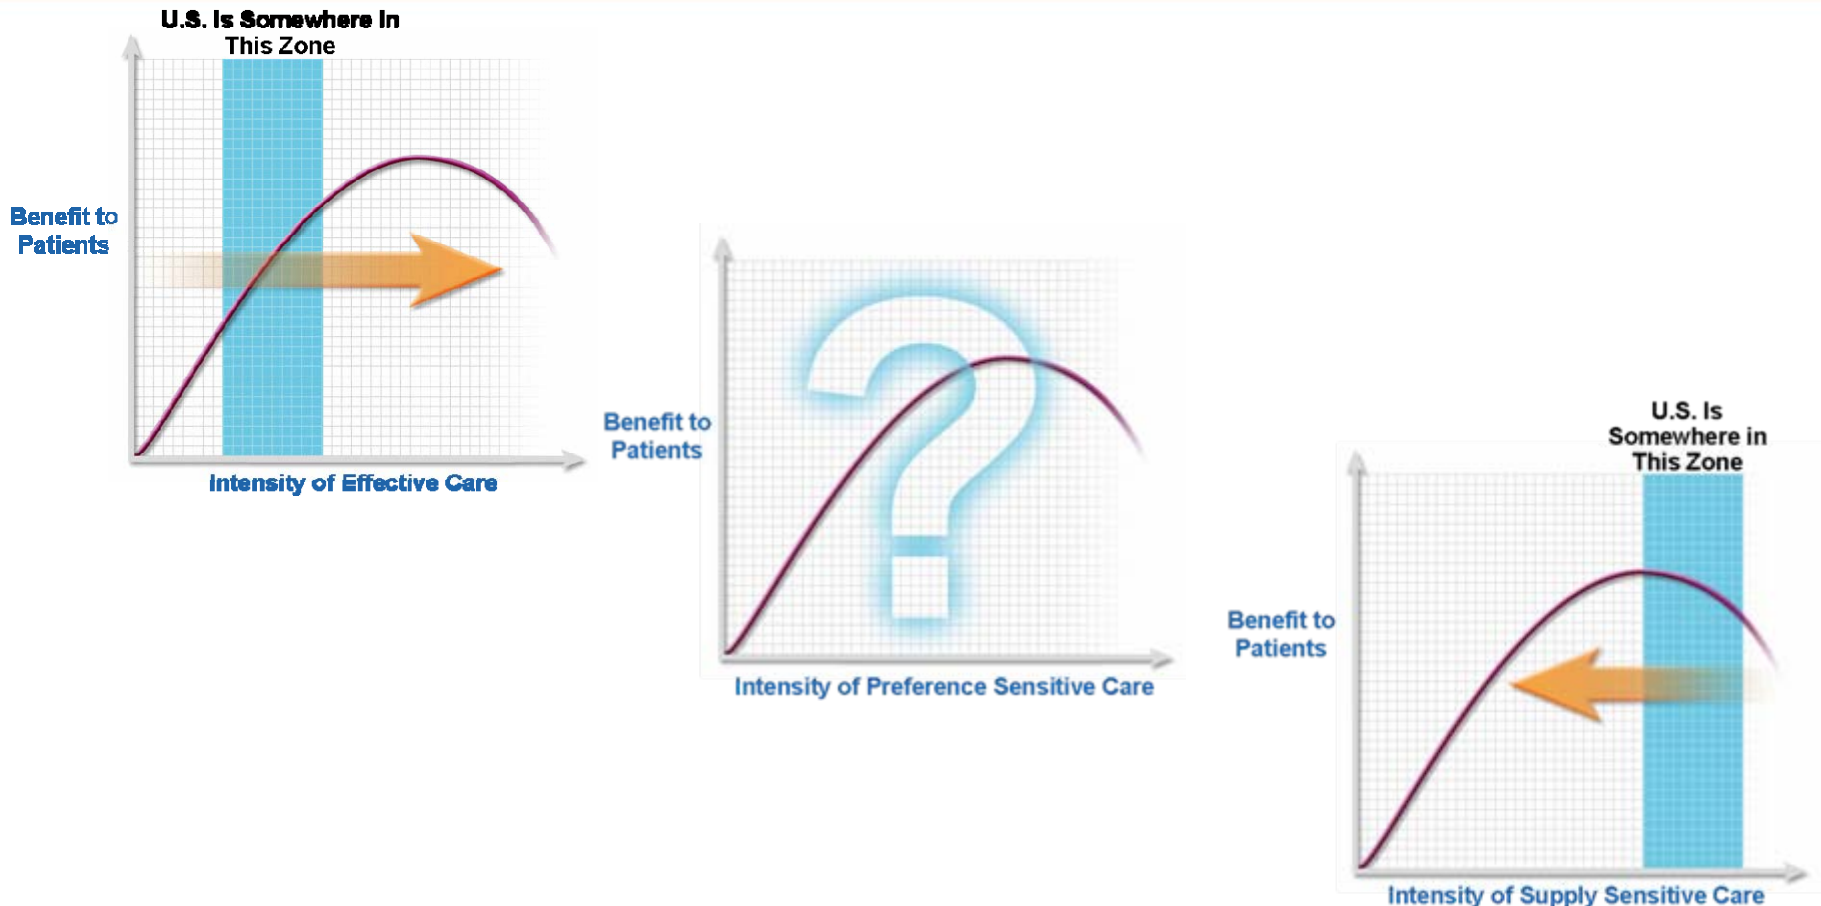 U.S. Is Somewhere In
This Zone
Benefit to
Patients
Intensity of Effective Care
Benefit to
Patients
Intensity of Preference Sensitive Care
U.S. Is
Somewhere in
This Zone
Benefit to
Patients
Intensity of Supply Sensitive Care